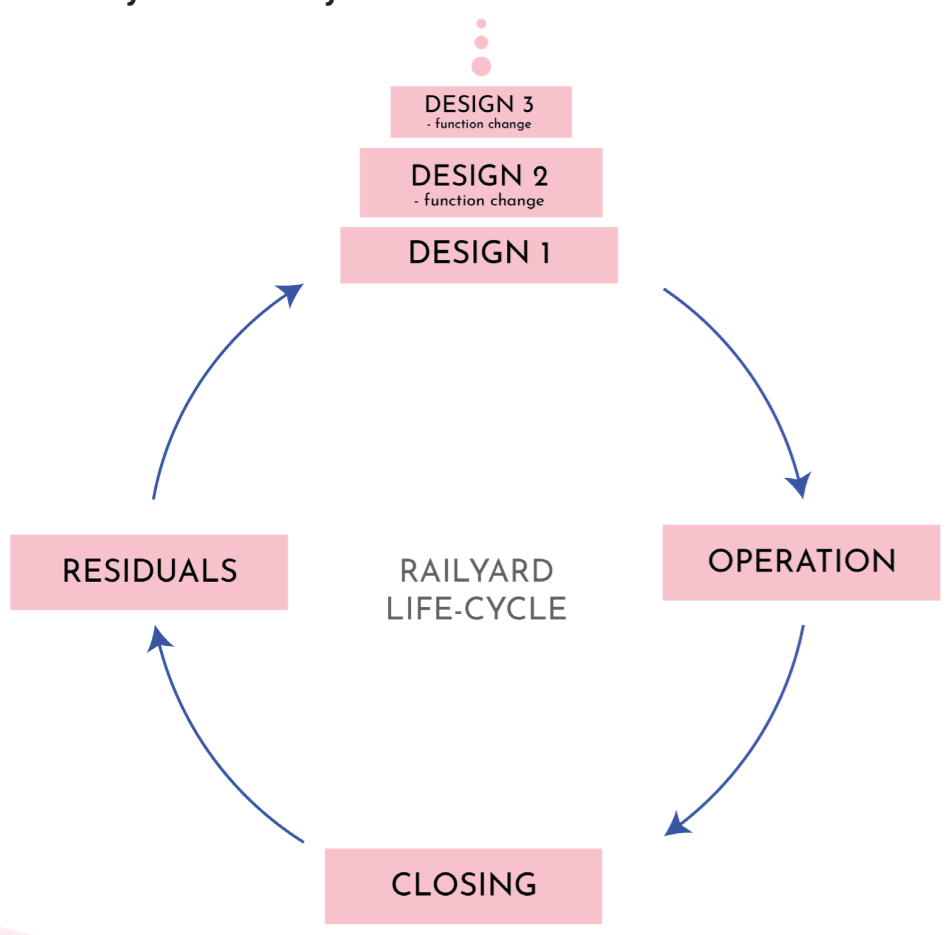 DESIGN 3
- function change
DESIGN 2
- function change
DESIGN 1
RESIDUALS
RAILYARD
LIFE-CYCLE
OPERATION
CLOSING